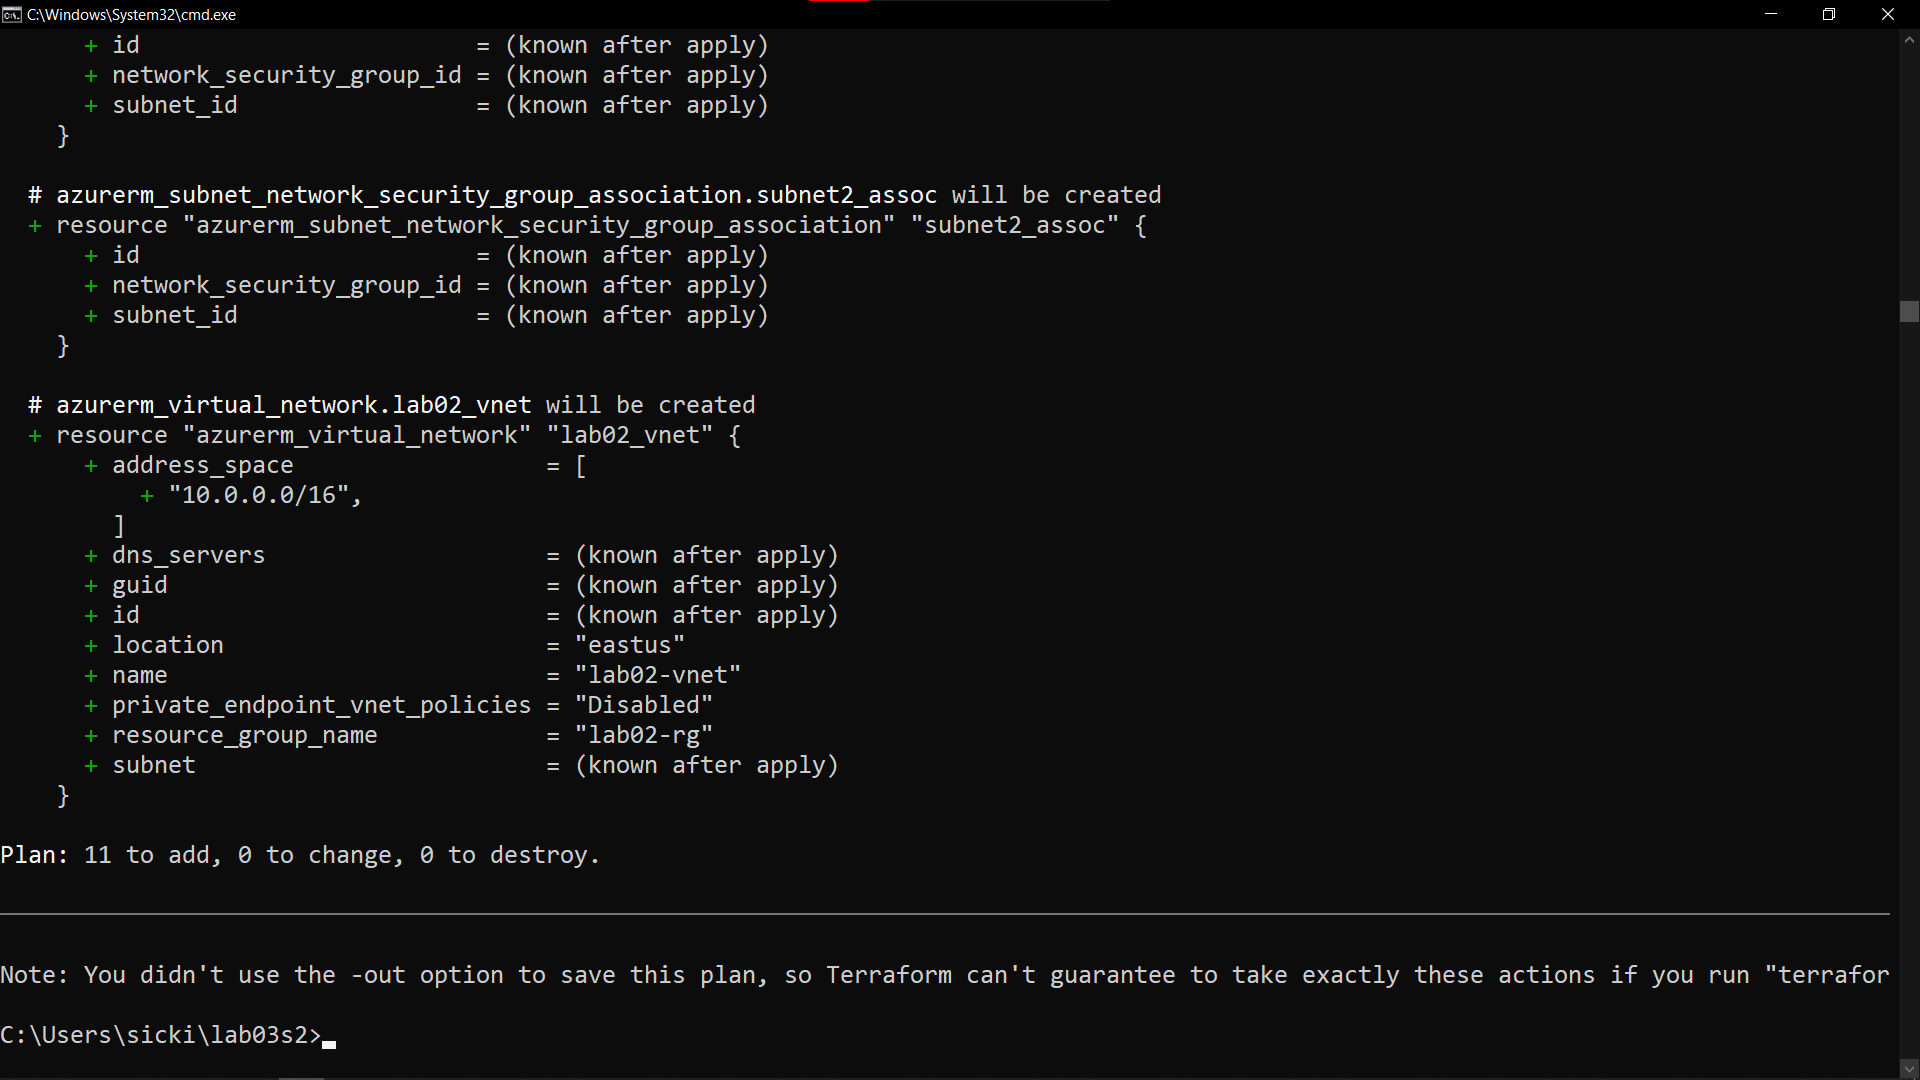 C:\Windows\System32\cmd.exe
+ id = (known after apply)
+ network_security_group_id = (known after apply)
+ subnet_id = (known after apply)
}
# azurerm_subnet_network_security_group_association.subnet2_assoc will be created
+ resource "azurerm_subnet_network_security_group_association" "subnet2_assoc" {
+ id = (known after apply)
+ network_security_group_id = (known after apply)
+ subnet_id = (known after apply)
}
# azurerm_virtual_network.lab02_vnet will be created
+ resource "azurerm_virtual_network" "lab02_vnet" {
+ address_space = [
+ "10.0.0.0/16",
]
+ dns_servers = (known after apply)
+ guid = (known after apply)
+ id = (known after apply)
+ location = "eastus"
+ name = "lab02-vnet"
+ private_endpoint_vnet_policies = "Disabled"
+ resource_group_name = "lab02-rg"
+ subnet = (known after apply)
}
Plan: 11 to add, 0 to change, 0 to destroy.
Note: You didn't use the -out option to save this plan, so Terraform can't guarantee to take exactly these actions if you run "terrafor
C:\Users\sicki\lab03s2>